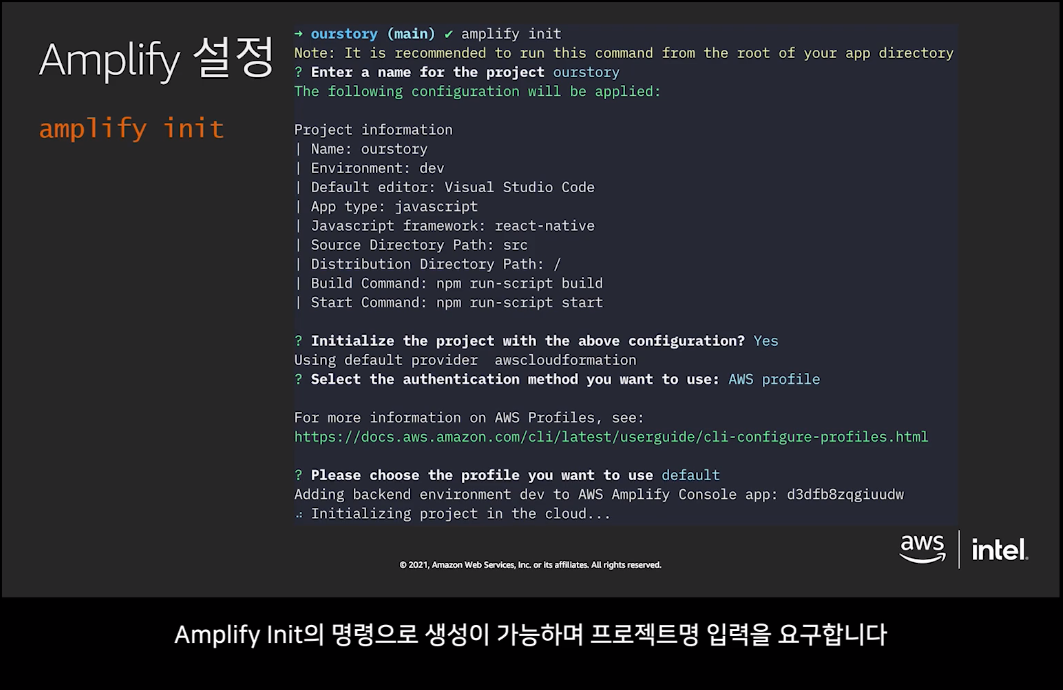 Amplify 설정
amplify init
→ ourstory (main) ✔ amplify init
Note: It is recommended to run this command from the root of your app directory
? Enter a name for the project ourstory
The following configuration will be applied:
Project information
| Name: ourstory
| Environment: dev
| Default editor: Visual Studio Code
| App type: javascript
| Javascript framework: react-native
| Source Directory Path: src
| Distribution Directory Path: /
| Build Command: npm run-script build
| Start Command: npm run-script start
? Initialize the project with the above configuration? Yes
Using default provider  awscloudformation
? Select the authentication method you want to use: AWS profile
For more information on AWS Profiles, see:
https://docs.aws.amazon.com/cli/latest/userguide/cli-configure-profiles.html
? Please choose the profile you want to use default
Adding backend environment dev to AWS Amplify Console app: d3dfb8zqgiuudw
⠴ Initializing project in the cloud...
aws | intel.
© 2021, Amazon Web Services, Inc. or its affiliates. All rights reserved.
Amplify Init의 명령으로 생성이 가능하며 프로젝트명 입력을 요구합니다